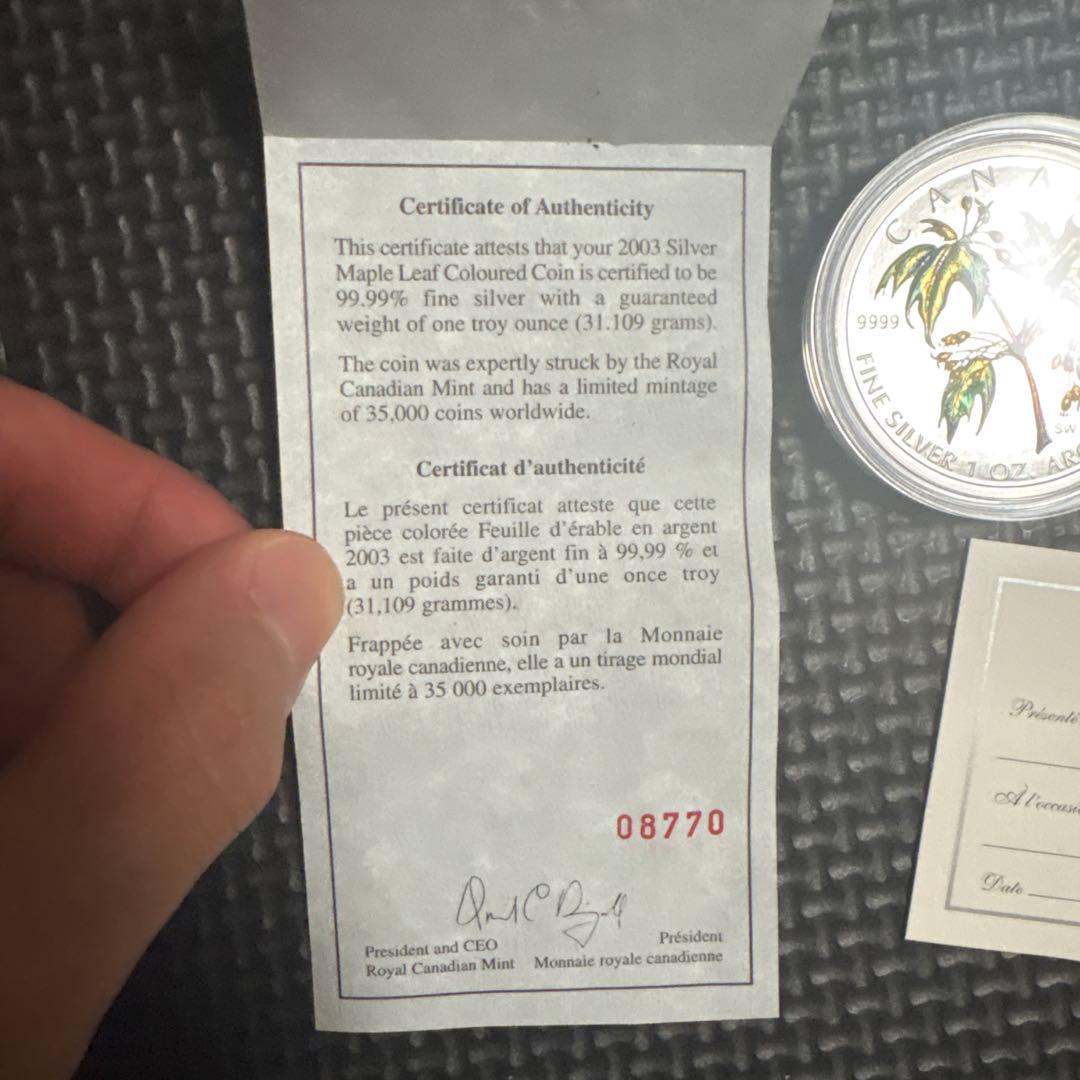 Certificate of Authenticity
This certificate attests that your 2003 Silver
Maple Leaf Coloured Coin is certified to be
99.99% fine silver with a guaranteed
weight of one troy ounce (31.109 grams).
The coin was expertly struck by the Royal
Canadian Mint and has a limited mintage
of 35,000 coins worldwide.
Certificat d'authenticité
Le présent certificat atteste que cette
pièce colorée Feuille d'érable en argent
2003 est faite d'argent fin à 99,99 % et
a un poids garanti d'une once troy
(31,109 grammes).
Frappée avec soin par la Monnaie
royale canadienne, elle a un tirage mondial
limité à 35 000 exemplaires.
08770
President and CEO
Royal Canadian Mint
Président
Monnaie royale canadienne
CANA
9999
FINE SILVER 1 OZ ARG
SW
Présenté
À l'occasi
Date